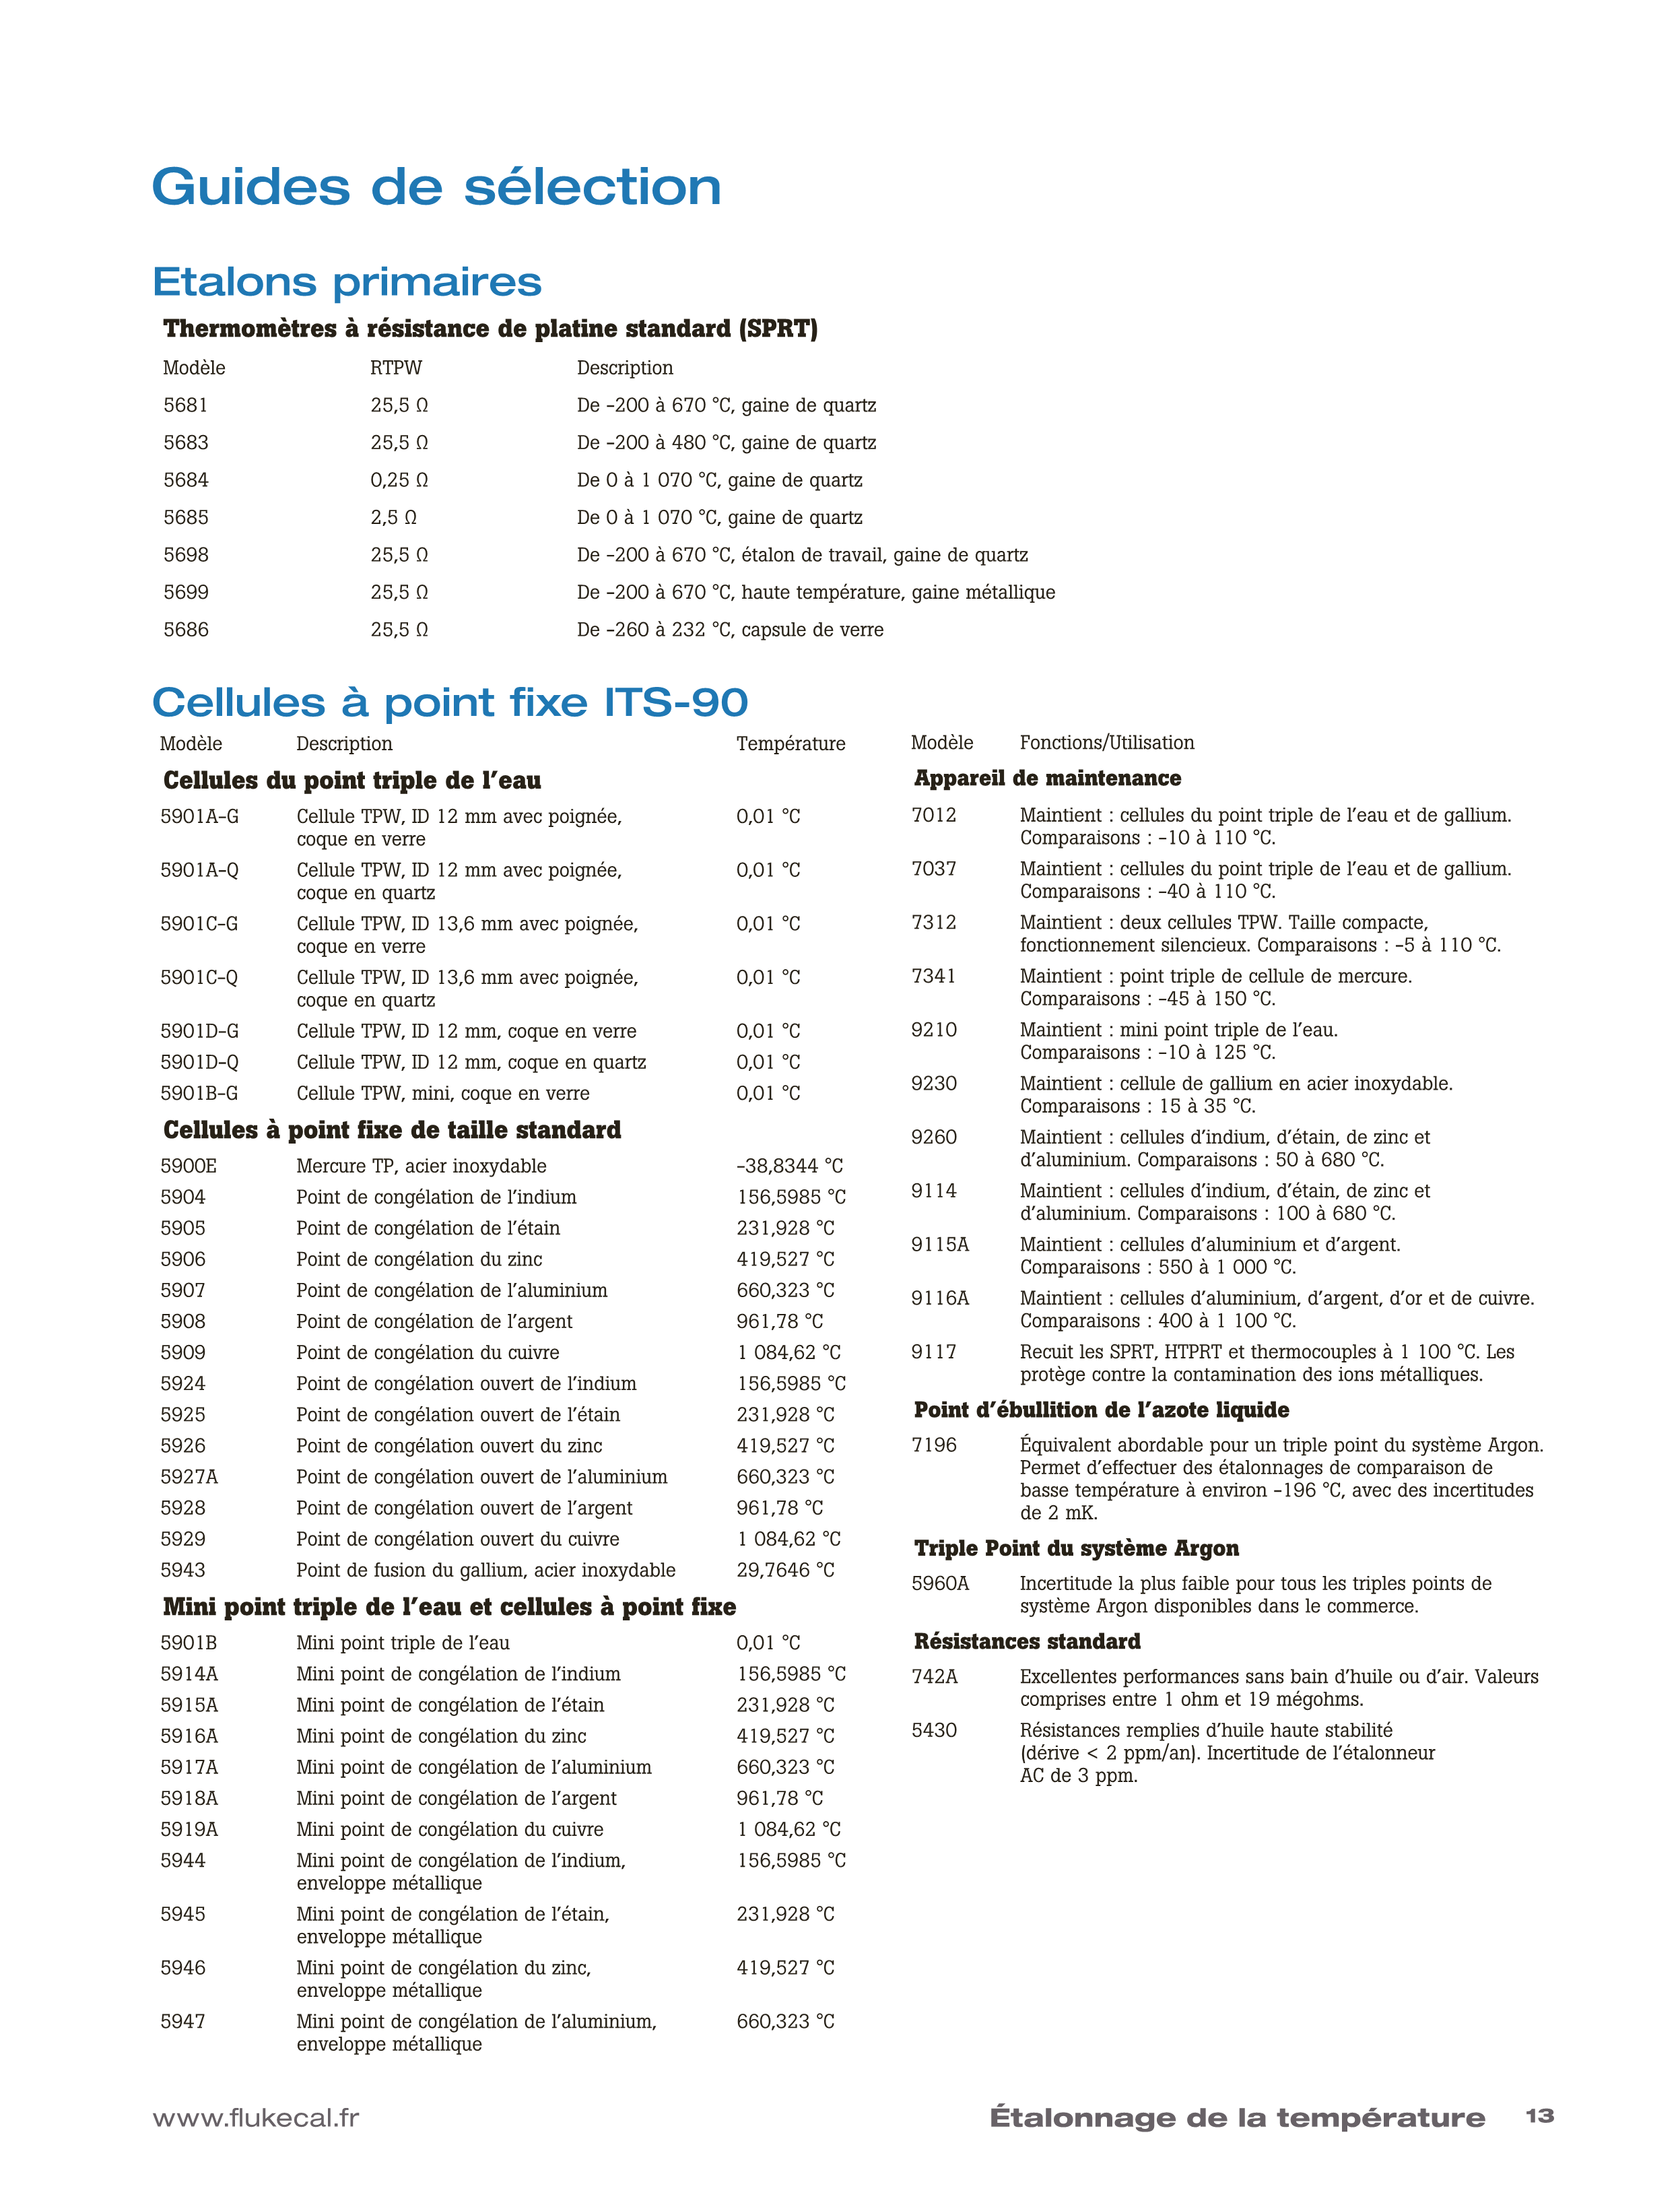 Guides de sélection
Etalons primaires
Thermomètres à résistance de platine standard (SPRT)
Modèle RTPW Description
5681 25,5 Ω De -200 à 670 °C, gaine de quartz
5683 25,5 Ω De -200 à 480 °C, gaine de quartz
5684 0,25 Ω De 0 à 1 070 °C, gaine de quartz
5685 2,5 Ω De 0 à 1 070 °C, gaine de quartz
5698 25,5 Ω De -200 à 670 °C, étalon de travail, gaine de quartz
5699 25,5 Ω De -200 à 670 °C, haute température, gaine métallique
5686 25,5 Ω De -260 à 232 °C, capsule de verre
Cellules à point fixe ITS-90
Modèle Description Température
Cellules du point triple de l’eau
5901A-G Cellule TPW, ID 12 mm avec poignée, 0,01 °C
coque en verre
5901A-Q Cellule TPW, ID 12 mm avec poignée, 0,01 °C
coque en quartz
5901C-G Cellule TPW, ID 13,6 mm avec poignée, 0,01 °C
coque en verre
5901C-Q Cellule TPW, ID 13,6 mm avec poignée, 0,01 °C
coque en quartz
5901D-G Cellule TPW, ID 12 mm, coque en verre 0,01 °C
5901D-Q Cellule TPW, ID 12 mm, coque en quartz 0,01 °C
5901B-G Cellule TPW, mini, coque en verre 0,01 °C
Cellules à point fixe de taille standard
5900E Mercure TP, acier inoxydable -38,8344 °C
5904 Point de congélation de l’indium 156,5985 °C
5905 Point de congélation de l’étain 231,928 °C
5906 Point de congélation du zinc 419,527 °C
5907 Point de congélation de l’aluminium 660,323 °C
5908 Point de congélation de l’argent 961,78 °C
5909 Point de congélation du cuivre 1 084,62 °C
5924 Point de congélation ouvert de l’indium 156,5985 °C
5925 Point de congélation ouvert de l’étain 231,928 °C
5926 Point de congélation ouvert du zinc 419,527 °C
5927A Point de congélation ouvert de l’aluminium 660,323 °C
5928 Point de congélation ouvert de l’argent 961,78 °C
5929 Point de congélation ouvert du cuivre 1 084,62 °C
5943 Point de fusion du gallium, acier inoxydable 29,7646 °C
Mini point triple de l’eau et cellules à point fixe
5901B Mini point triple de l’eau 0,01 °C
5914A Mini point de congélation de l’indium 156,5985 °C
5915A Mini point de congélation de l’étain 231,928 °C
5916A Mini point de congélation du zinc 419,527 °C
5917A Mini point de congélation de l’aluminium 660,323 °C
5918A Mini point de congélation de l’argent 961,78 °C
5919A Mini point de congélation du cuivre 1 084,62 °C
5944 Mini point de congélation de l’indium, 156,5985 °C
enveloppe métallique
5945 Mini point de congélation de l’étain, 231,928 °C
enveloppe métallique
5946 Mini point de congélation du zinc, 419,527 °C
enveloppe métallique
5947 Mini point de congélation de l’aluminium, 660,323 °C
enveloppe métallique
Modèle Fonctions/Utilisation
Appareil de maintenance
7012 Maintient : cellules du point triple de l’eau et de gallium.
Comparaisons : -10 à 110 °C.
7037 Maintient : cellules du point triple de l’eau et de gallium.
Comparaisons : -40 à 110 °C.
7312 Maintient : deux cellules TPW. Taille compacte,
fonctionnement silencieux. Comparaisons : -5 à 110 °C.
7341 Maintient : point triple de cellule de mercure.
Comparaisons : -45 à 150 °C.
9210 Maintient : mini point triple de l’eau.
Comparaisons : -10 à 125 °C.
9230 Maintient : cellule de gallium en acier inoxydable.
Comparaisons : 15 à 35 °C.
9260 Maintient : cellules d’indium, d’étain, de zinc et
d’aluminium. Comparaisons : 50 à 680 °C.
9114 Maintient : cellules d’indium, d’étain, de zinc et
d’aluminium. Comparaisons : 100 à 680 °C.
9115A Maintient : cellules d’aluminium et d’argent.
Comparaisons : 550 à 1 000 °C.
9116A Maintient : cellules d’aluminium, d’argent, d’or et de cuivre.
Comparaisons : 400 à 1 100 °C.
9117 Recuit les SPRT, HTPRT et thermocouples à 1 100 °C. Les
protège contre la contamination des ions métalliques.
Point d’ébullition de l’azote liquide
7196 Équivalent abordable pour un triple point du système Argon.
Permet d’effectuer des étalonnages de comparaison de
basse température à environ -196 °C, avec des incertitudes
de 2 mK.
Triple Point du système Argon
5960A Incertitude la plus faible pour tous les triples points de
système Argon disponibles dans le commerce.
Résistances standard
742A Excellentes performances sans bain d’huile ou d’air. Valeurs
comprises entre 1 ohm et 19 mégohms.
5430 Résistances remplies d’huile haute stabilité
(dérive < 2 ppm/an). Incertitude de l’étalonneur
AC de 3 ppm.
www.flukecal.fr Étalonnage de la température 13